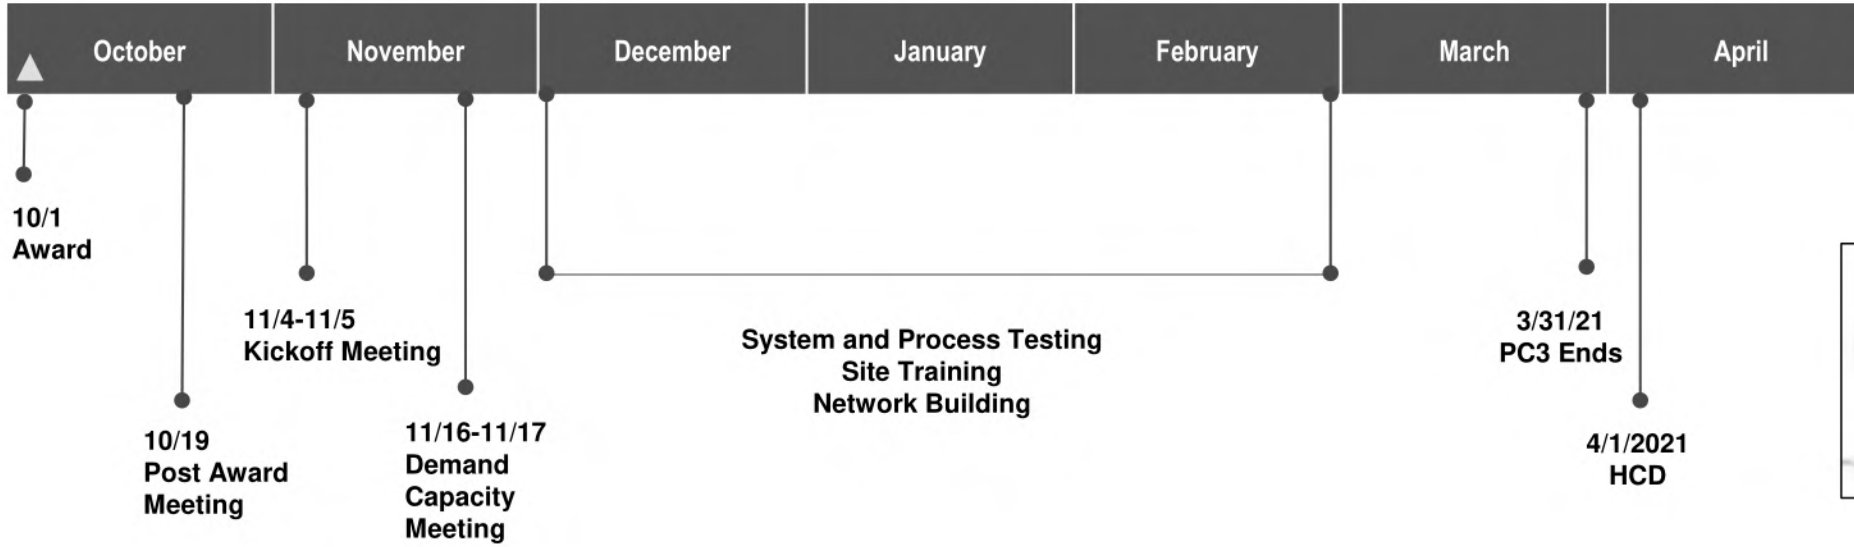 October
November
December
January
February
March
April
10/1
Award
10/19
Post Award
Meeting
11/4-11/5
Kickoff Meeting
11/16-11/17
Demand
Capacity
Meeting
System and Process Testing
Site Training
Network Building
3/31/21
PC3 Ends
4/1/2021
HCD